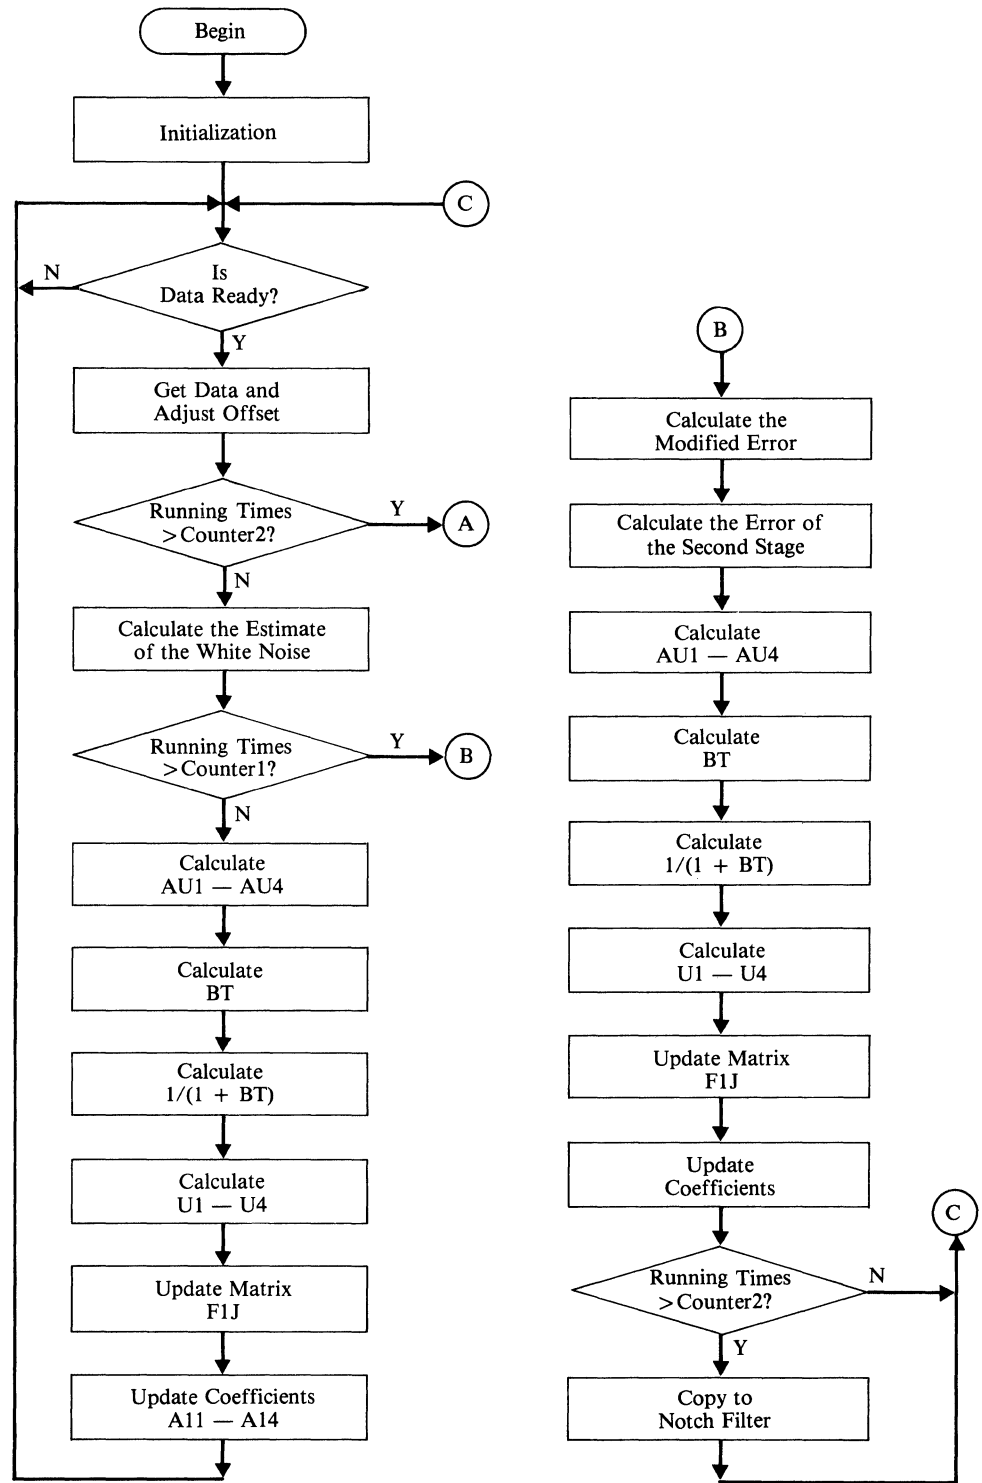 Begin
Initialization
C
Is
Data Ready?
N
Y
Get Data and
Adjust Offset
Running Times
>Counter2?
Y
A
N
Calculate the Estimate
of the White Noise
Running Times
>Counter1?
Y
B
N
Calculate
AU1 — AU4
Calculate
BT
Calculate
1/(1 + BT)
Calculate
U1 — U4
Update Matrix
F1J
Update Coefficients
A11 — A14
B
Calculate the
Modified Error
Calculate the Error of
the Second Stage
Calculate
AU1 — AU4
Calculate
BT
Calculate
1/(1 + BT)
Calculate
U1 — U4
Update Matrix
F1J
Update
Coefficients
C
Running Times
>Counter2?
N
Y
Copy to
Notch Filter